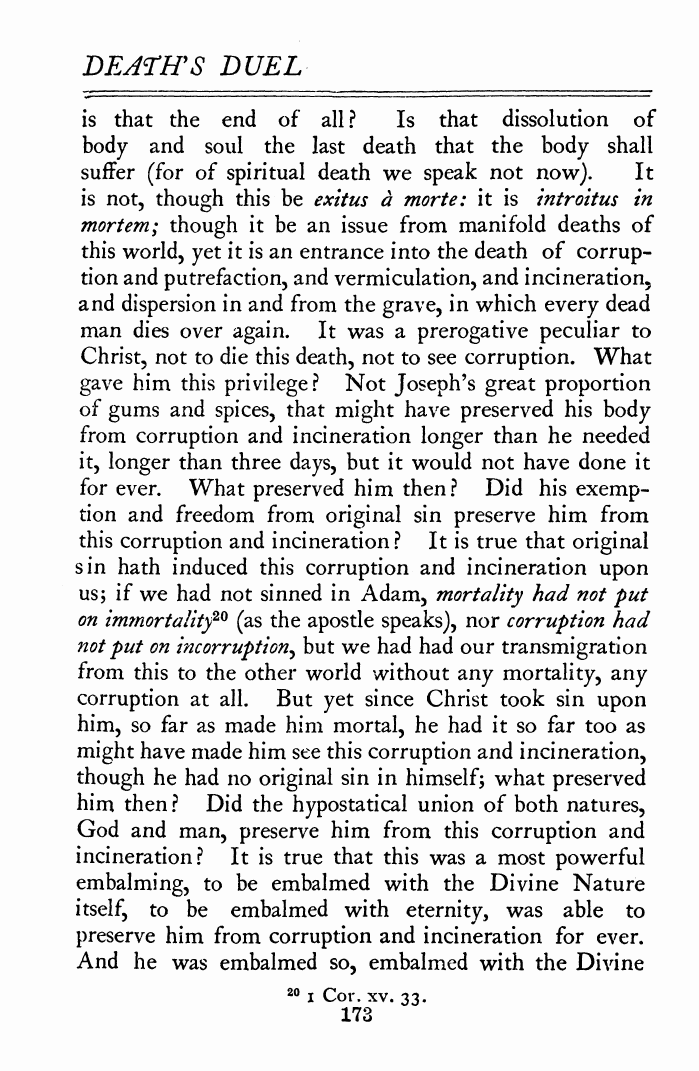 DEATH'S DUEL
is that the end of all? Is that dissolution of
body and soul the last death that the body shall
suffer (for of spiritual death we speak not now). It
is not, though this be exitus à morte: it is introitus in
mortem; though it be an issue from manifold deaths of
this world, yet it is an entrance into the death of corrup-
tion and putrefaction, and vermiculation, and incineration,
and dispersion in and from the grave, in which every dead
man dies over again. It was a prerogative peculiar to
Christ, not to die this death, not to see corruption. What
gave him this privilege? Not Joseph's great proportion
of gums and spices, that might have preserved his body
from corruption and incineration longer than he needed
it, longer than three days, but it would not have done it
for ever. What preserved him then? Did his exemp-
tion and freedom from original sin preserve him from
this corruption and incineration? It is true that original
sin hath induced this corruption and incineration upon
us; if we had not sinned in Adam, mortality had not put
on immortality²⁰ (as the apostle speaks), nor corruption had
not put on incorruption, but we had had our transmigration
from this to the other world without any mortality, any
corruption at all. But yet since Christ took sin upon
him, so far as made him mortal, he had it so far too as
might have made him see this corruption and incineration,
though he had no original sin in himself; what preserved
him then? Did the hypostatical union of both natures,
God and man, preserve him from this corruption and
incineration? It is true that this was a most powerful
embalming, to be embalmed with the Divine Nature
itself, to be embalmed with eternity, was able to
preserve him from corruption and incineration for ever.
And he was embalmed so, embalmed with the Divine
²⁰ 1 Cor. xv. 33.
173